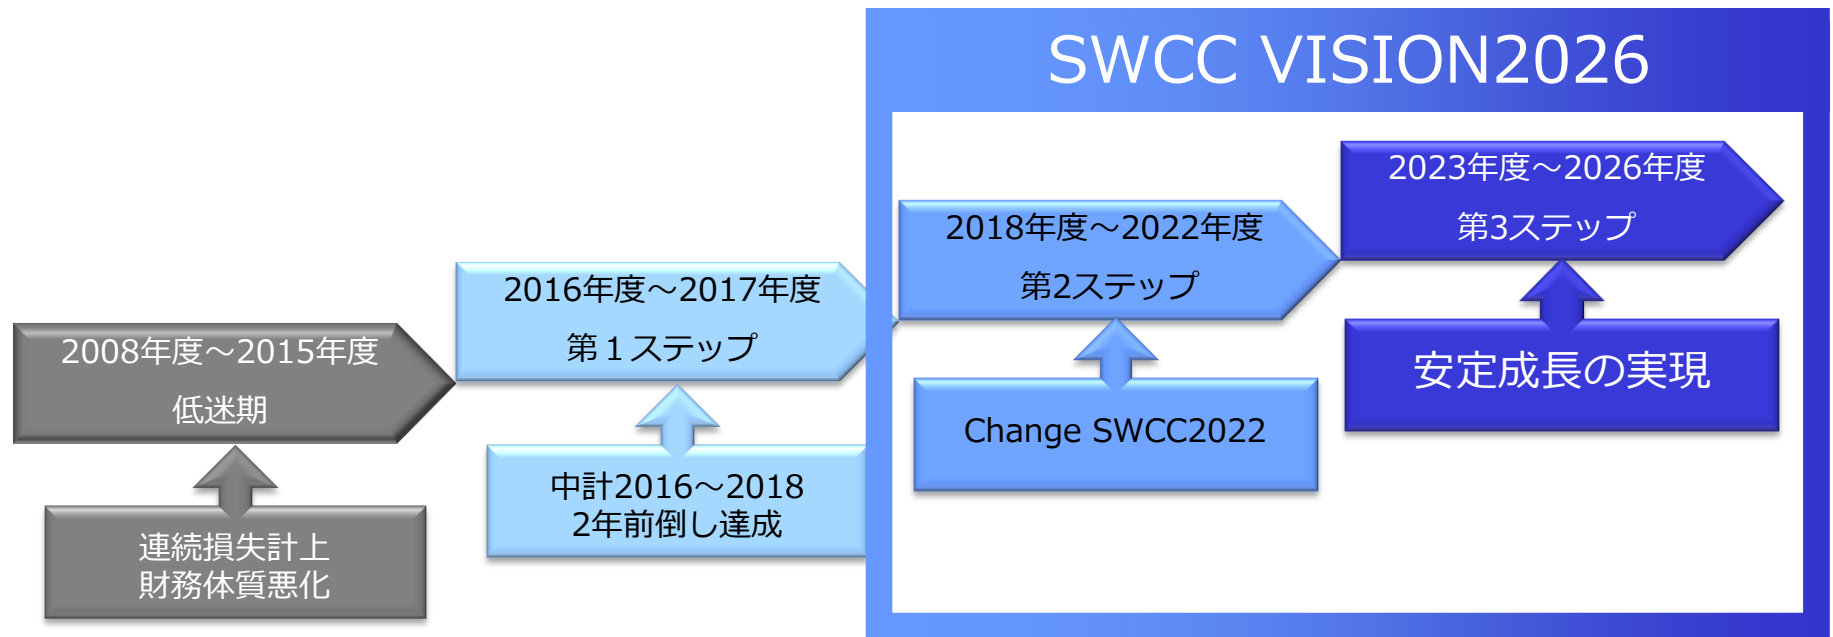 SWCC VISION2026
2008年度～2015年度
低迷期
連続損失計上
財務体質悪化
2016年度～2017年度
第１ステップ
中計2016～2018
2年前倒し達成
2018年度～2022年度
第2ステップ
Change SWCC2022
2023年度～2026年度
第3ステップ
安定成長の実現